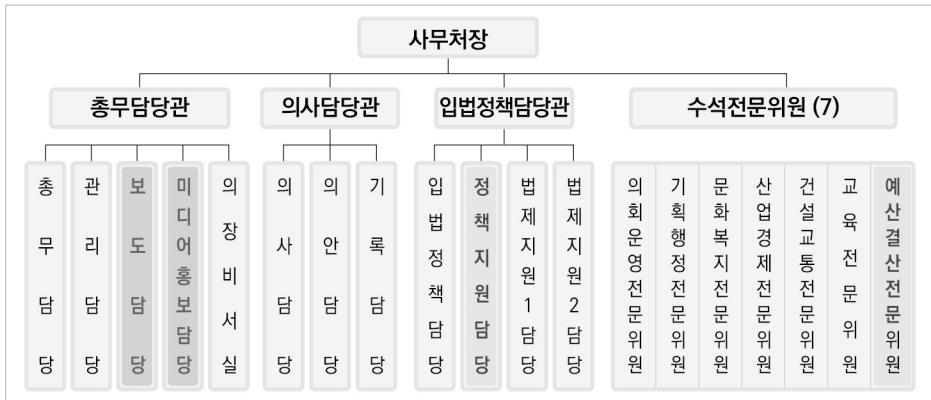 사무처장
총무담당관
의사담당관
입법정책담당관
수석전문위원 (7)
총무담당
관리담당
보도담당
미디어홍보담당
의장비서실
의사담당
의안담당
기록담당
입법정책담당
정책지원담당
법제지원1담당
법제지원2담당
의회운영전문위원
기획행정전문위원
문화복지전문위원
산업경제전문위원
건설교통전문위원
교육전문위원
예산결산전문위원